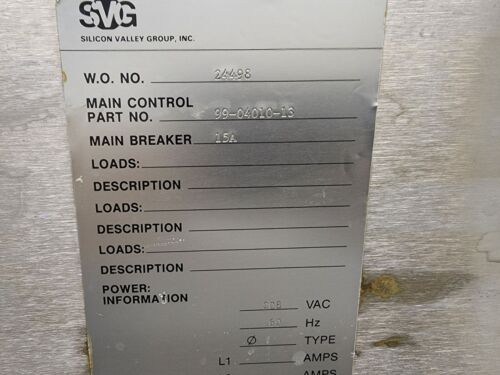 SVG
SILICON VALLEY GROUP, INC.
W.O. NO. 24498
MAIN CONTROL
PART NO. 99-04010-13
MAIN BREAKER 15A
LOADS:
DESCRIPTION
LOADS:
DESCRIPTION
LOADS:
DESCRIPTION
POWER:
INFORMATION 208 VAC
60 Hz
Ø TYPE
L1 AMPS
AMPS